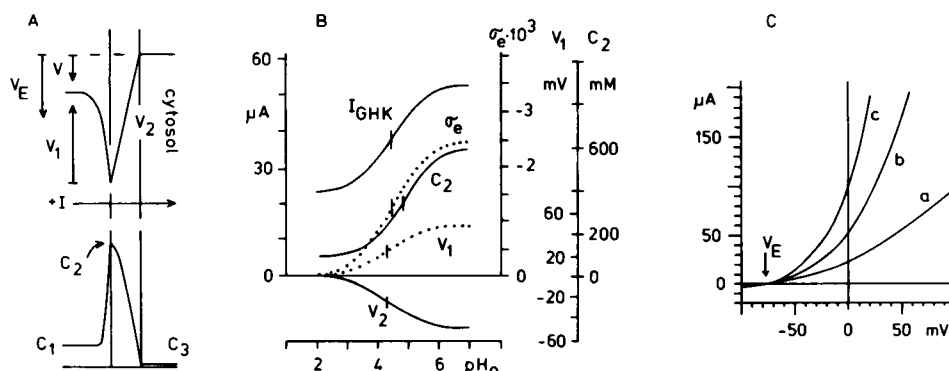 A
V
V_E
V_1
V_2
cytosol
+I
C_2
C_1
C_3
B
σ_e·10^3
V_1
C_2
60
μA
30
0
I_GHK
σ_e
C_2
V_1
V_2
-3
-2
0
mV
60
20
0
-20
-60
mM
600
200
0
2
4
6
pH_o
C
μA
150
50
0
V_E
c
b
a
-50
0
50
mV